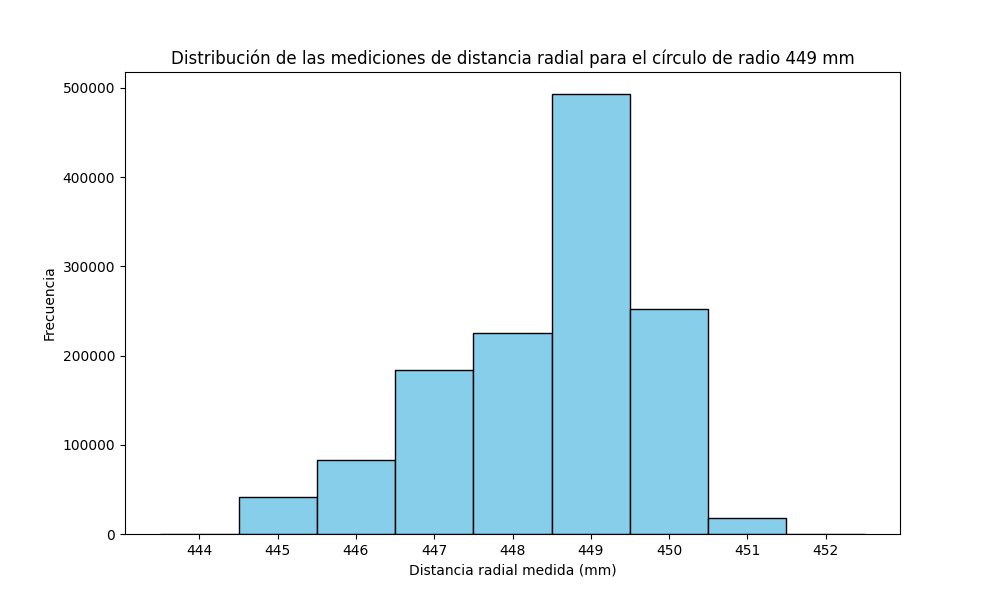 Distribución de las mediciones de distancia radial para el círculo de radio 449 mm
500000
400000
300000
200000
100000
0
Frecuencia
444 445 446 447 448 449 450 451 452
Distancia radial medida (mm)